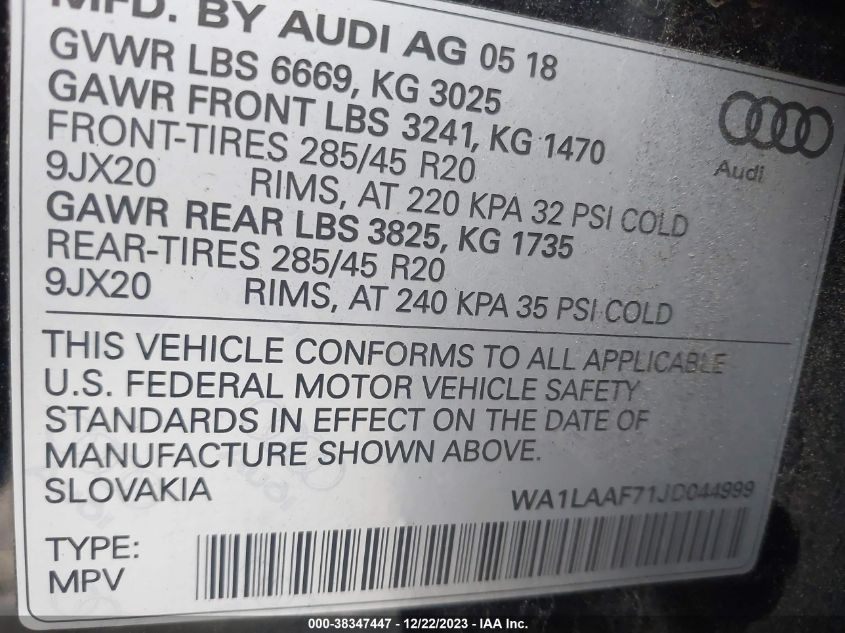 MFD. BY AUDI AG 05 18
GVWR LBS 6669, KG 3025
GAWR FRONT LBS 3241, KG 1470
FRONT-TIRES 285/45 R20
9JX20 RIMS, AT 220 KPA 32 PSI COLD
GAWR REAR LBS 3825, KG 1735
REAR-TIRES 285/45 R20
9JX20 RIMS, AT 240 KPA 35 PSI COLD
Audi
THIS VEHICLE CONFORMS TO ALL APPLICABLE
U.S. FEDERAL MOTOR VEHICLE SAFETY
STANDARDS IN EFFECT ON THE DATE OF
MANUFACTURE SHOWN ABOVE.
SLOVAKIA
WA1LAAF71JD044999
TYPE:
MPV
000-38347447 - 12/22/2023 - IAA Inc.